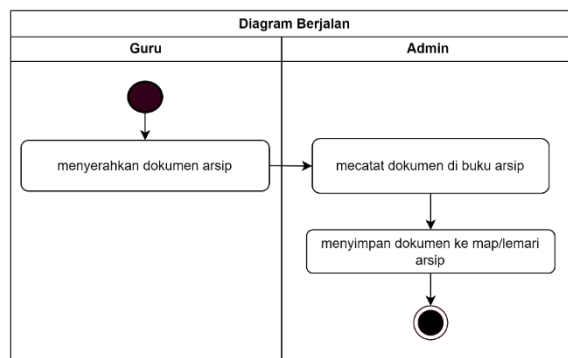 Diagram Berjalan
Guru
Admin
menyerahkan dokumen arsip
mecatat dokumen di buku arsip
menyimpan dokumen ke map/lemari
arsip